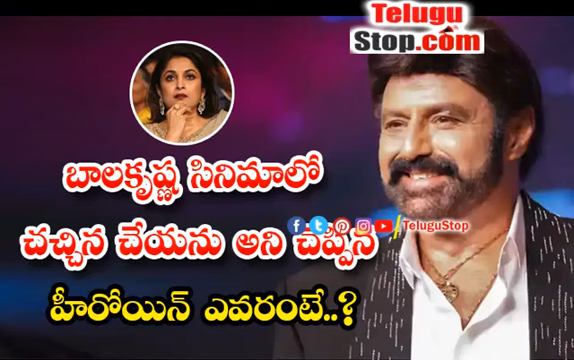 Telugu
Stop.com
బాలకృష్ణ సినిమాలో
చచ్చిన చేయను అని చెప్పిన
/TeluguStop
హీరోయిన్ ఎవరంటే..?